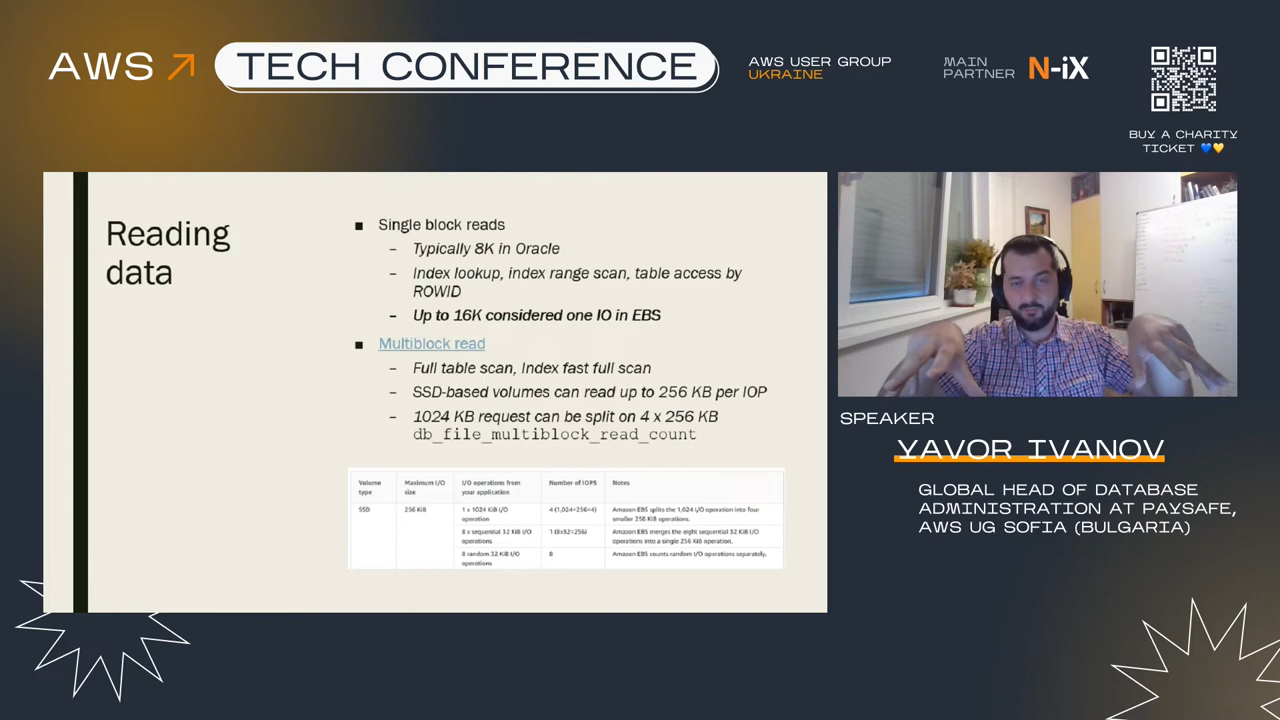 AWS ↗ TECH CONFERENCE
AWS USER GROUP
UKRAINE
MAIN
PARTNER
N-iX
BUY A CHARITY
TICKET 💙💛
Reading
data
■ Single block reads
– Typically 8K in Oracle
– Index lookup, index range scan, table access by
ROWID
– Up to 16K considered one IO in EBS
■ Multiblock read
– Full table scan, Index fast full scan
– SSD-based volumes can read up to 256 KB per IOP
– 1024 KB request can be split on 4 x 256 KB
db_file_multiblock_read_count
Volume type | Maximum I/O size | I/O operations from your application | Number of IOPS | Notes
SSD | 256 KiB | 1 x 1024 KiB I/O operation | 4 (1,024÷256=4) | Amazon EBS splits the 1,024 I/O operation into four smaller 256 KiB operations.
8 x sequential 32 KiB I/O operations | 1 (8x32=256) | Amazon EBS merges the eight sequential 32 KiB I/O operations into a single 256 KiB operation.
8 random 32 KiB I/O operations | 8 | Amazon EBS counts random I/O operations separately.
SPEAKER
YAVOR IVANOV
GLOBAL HEAD OF DATABASE
ADMINISTRATION AT PAYSAFE,
AWS UG SOFIA (BULGARIA)